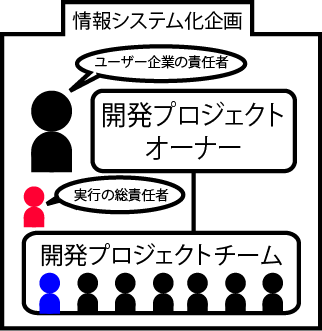 情報システム化企画
ユーザー企業の責任者
開発プロジェクト
オーナー
実行の総責任者
開発プロジェクトチーム